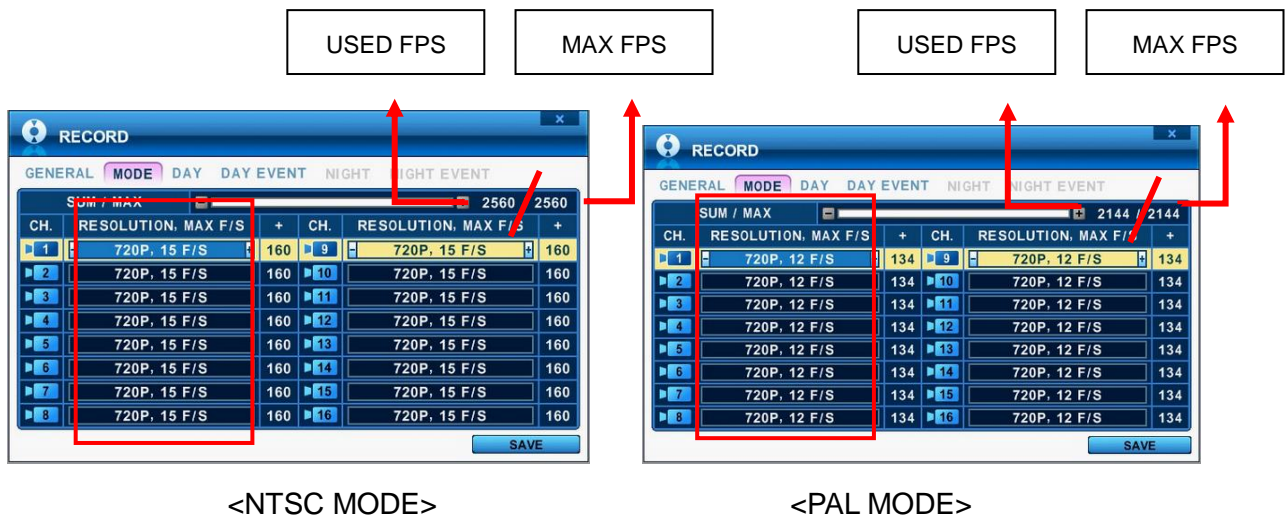 USED FPS
MAX FPS
USED FPS
MAX FPS
×
RECORD
GENERAL MODE DAY DAY EVENT NIGHT NIGHT EVENT
SUM / MAX - + 2560 2560
CH. RESOLUTION, MAX F/S + CH. RESOLUTION, MAX F/S +
1 - 720P, 15 F/S + 160 9 - 720P, 15 F/S + 160
2 720P, 15 F/S 160 10 720P, 15 F/S 160
3 720P, 15 F/S 160 11 720P, 15 F/S 160
4 720P, 15 F/S 160 12 720P, 15 F/S 160
5 720P, 15 F/S 160 13 720P, 15 F/S 160
6 720P, 15 F/S 160 14 720P, 15 F/S 160
7 720P, 15 F/S 160 15 720P, 15 F/S 160
8 720P, 15 F/S 160 16 720P, 15 F/S 160
SAVE
<NTSC MODE>
×
RECORD
GENERAL MODE DAY DAY EVENT NIGHT NIGHT EVENT
SUM / MAX - + 2144 / 2144
CH. RESOLUTION, MAX F/S + CH. RESOLUTION, MAX F/S +
1 - 720P, 12 F/S 134 9 - 720P, 12 F/S + 134
2 720P, 12 F/S 134 10 720P, 12 F/S 134
3 720P, 12 F/S 134 11 720P, 12 F/S 134
4 720P, 12 F/S 134 12 720P, 12 F/S 134
5 720P, 12 F/S 134 13 720P, 12 F/S 134
6 720P, 12 F/S 134 14 720P, 12 F/S 134
7 720P, 12 F/S 134 15 720P, 12 F/S 134
8 720P, 12 F/S 134 16 720P, 12 F/S 134
SAVE
<PAL MODE>